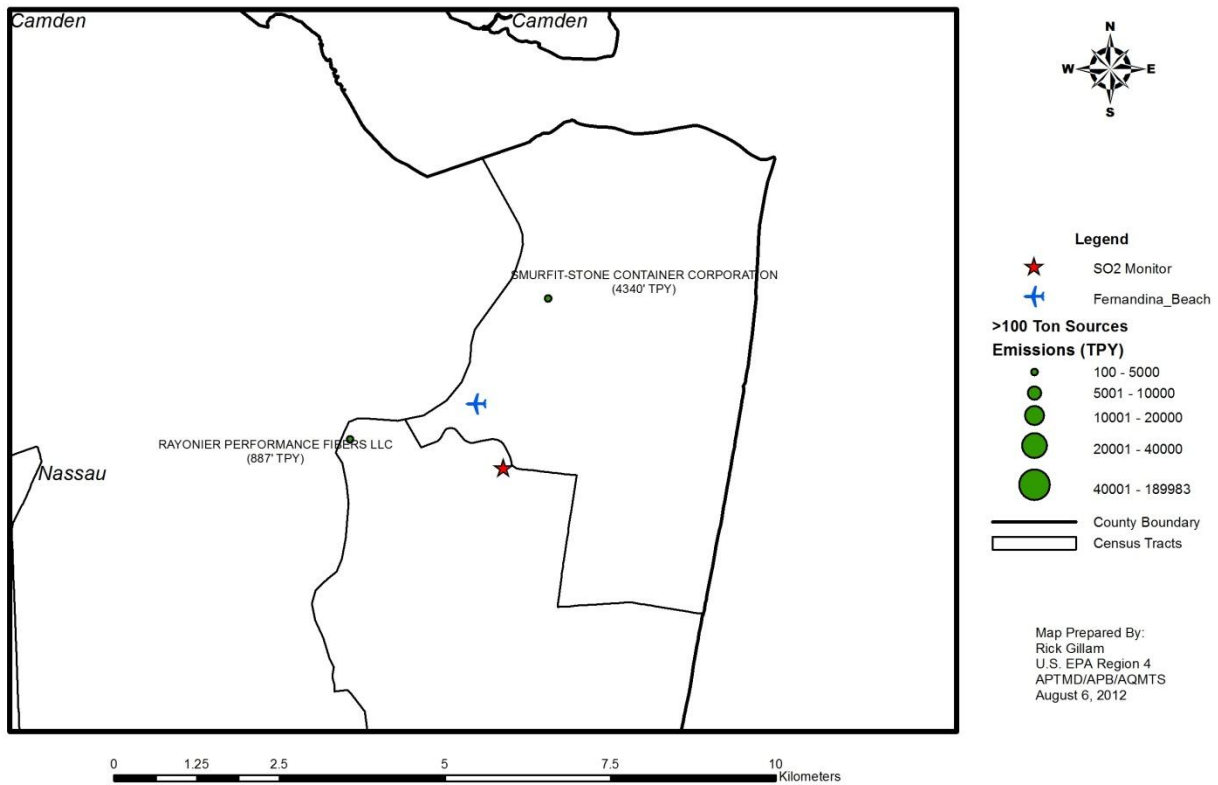 Camden
Camden
N
W
E
S
SMURFIT-STONE CONTAINER CORPORATION
(4340' TPY)
RAYONIER PERFORMANCE FIBERS LLC
(887' TPY)
Nassau
Legend
SO2 Monitor
Fernandina_Beach
>100 Ton Sources
Emissions (TPY)
100 - 5000
5001 - 10000
10001 - 20000
20001 - 40000
40001 - 189983
County Boundary
Census Tracts
Map Prepared By:
Rick Gillam
U.S. EPA Region 4
APTMD/APB/AQMTS
August 6, 2012
0 1.25 2.5 5 7.5 10
Kilometers